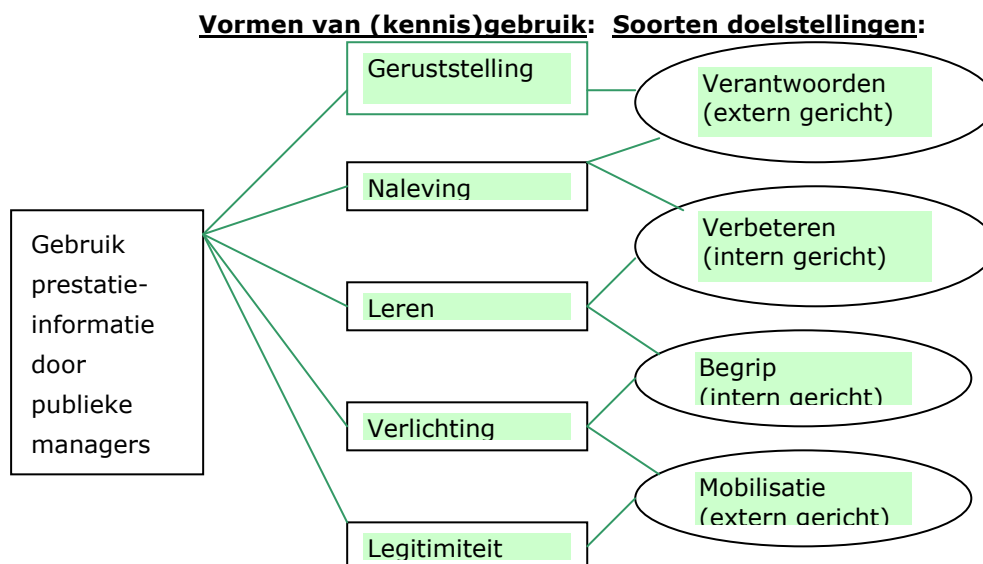 Vormen van (kennis)gebruik: Soorten doelstellingen:
Geruststelling
Verantwoorden
(extern gericht)
Naleving
Gebruik
prestatie-
informatie
door
publieke
managers
Verbeteren
(intern gericht)
Leren
Begrip
(intern gericht)
Verlichting
Mobilisatie
(extern gericht)
Legitimiteit